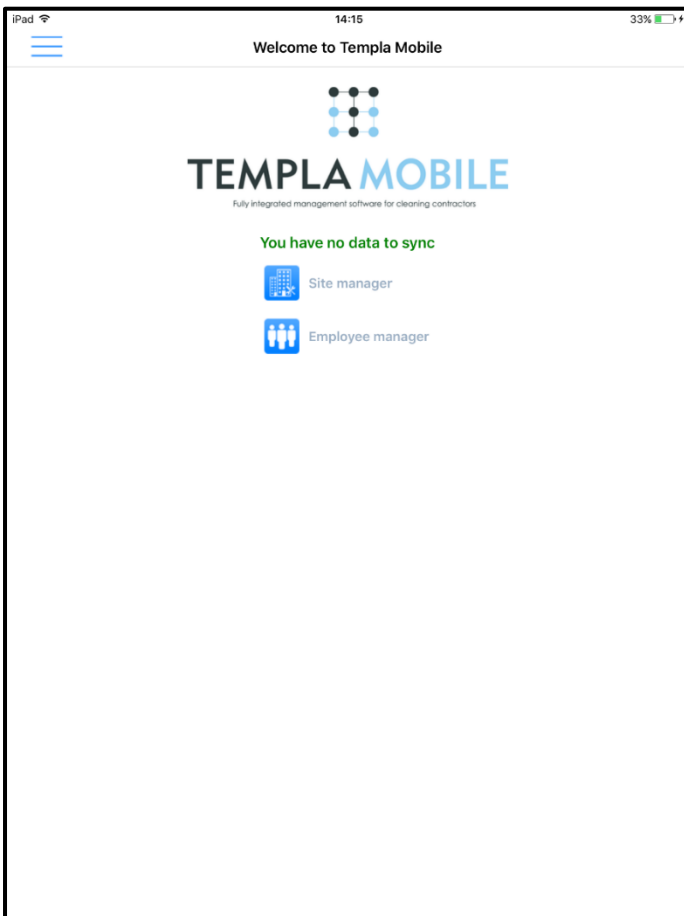 iPad 14:15 33%
Welcome to Templa Mobile
TEMPLA MOBILE
Fully integrated management software for cleaning contractors
You have no data to sync
Site manager
Employee manager